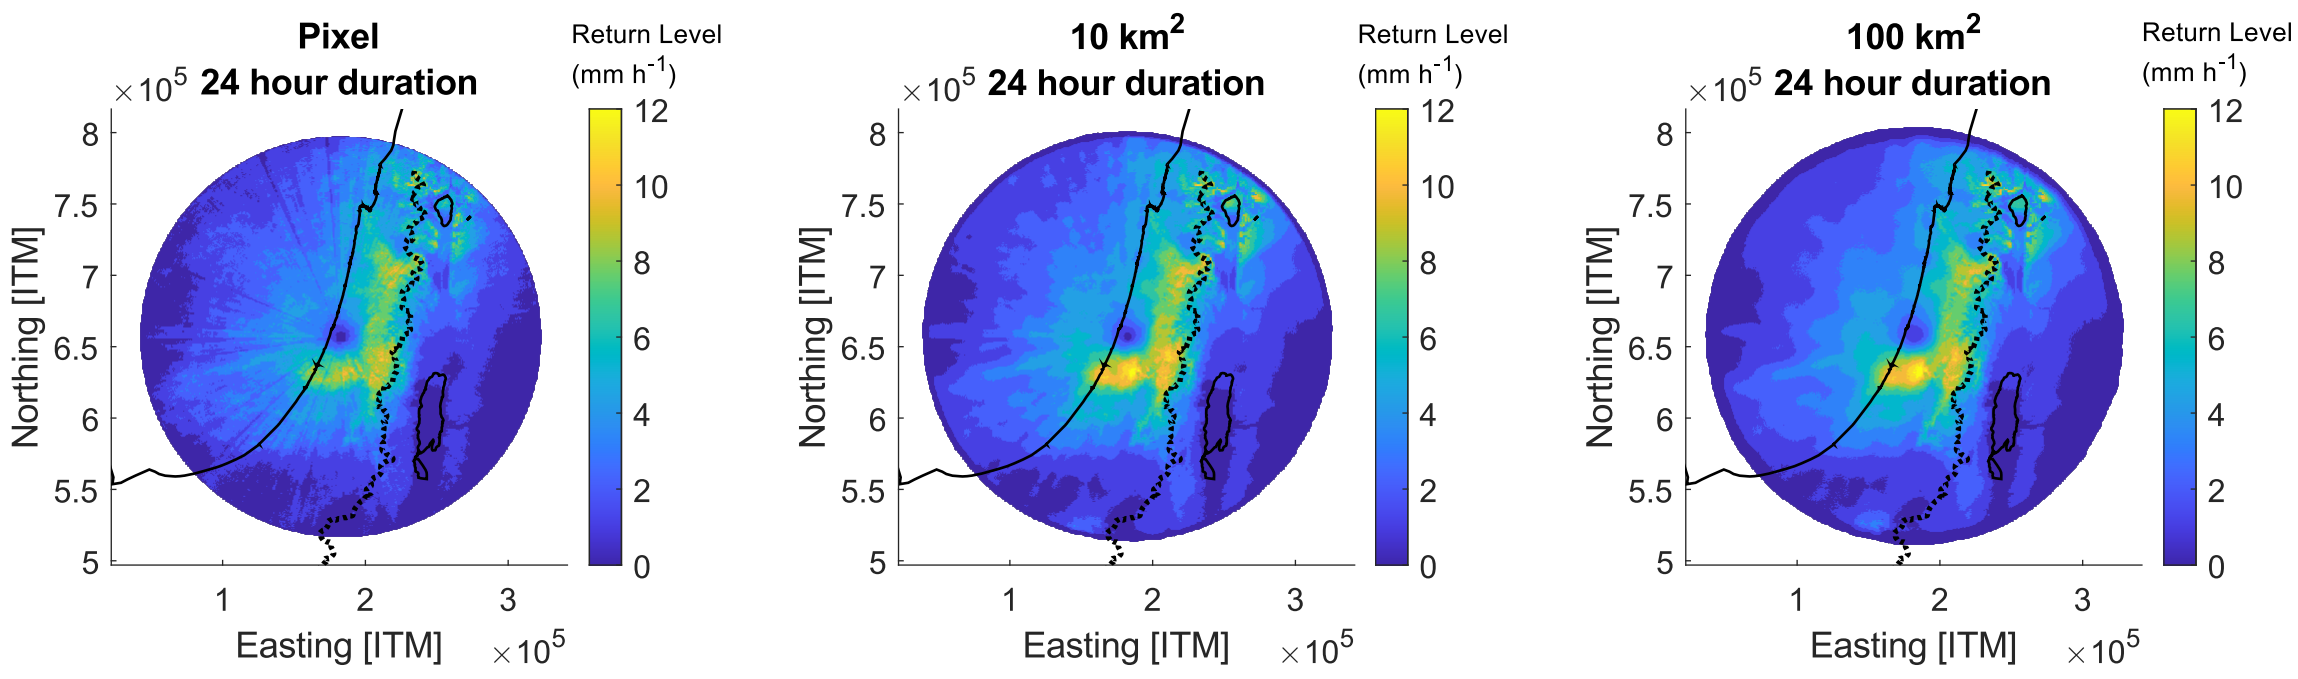 Pixel
24 hour duration
Return Level
(mm h-1)
×10^5
8
7.5
7
6.5
6
5.5
5
1 2 3
Easting [ITM]
×10^5
Northing [ITM]
12
10
8
6
4
2
0
10 km^2
24 hour duration
Return Level
(mm h-1)
×10^5
8
7.5
7
6.5
6
5.5
5
1 2 3
Easting [ITM]
×10^5
Northing [ITM]
12
10
8
6
4
2
0
100 km^2
24 hour duration
Return Level
(mm h-1)
×10^5
8
7.5
7
6.5
6
5.5
5
1 2 3
Easting [ITM]
×10^5
Northing [ITM]
12
10
8
6
4
2
0